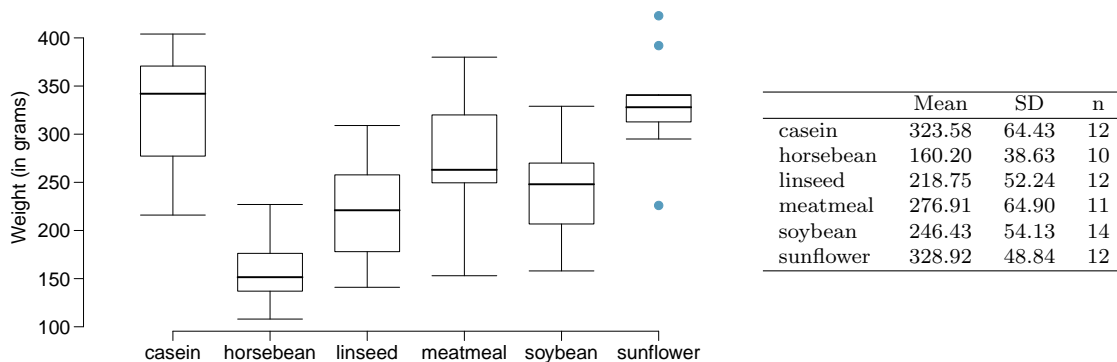 Weight (in grams)
400
350
300
250
200
150
100
casein horsebean linseed meatmeal soybean sunflower
Mean SD n
casein 323.58 64.43 12
horsebean 160.20 38.63 10
linseed 218.75 52.24 12
meatmeal 276.91 64.90 11
soybean 246.43 54.13 14
sunflower 328.92 48.84 12